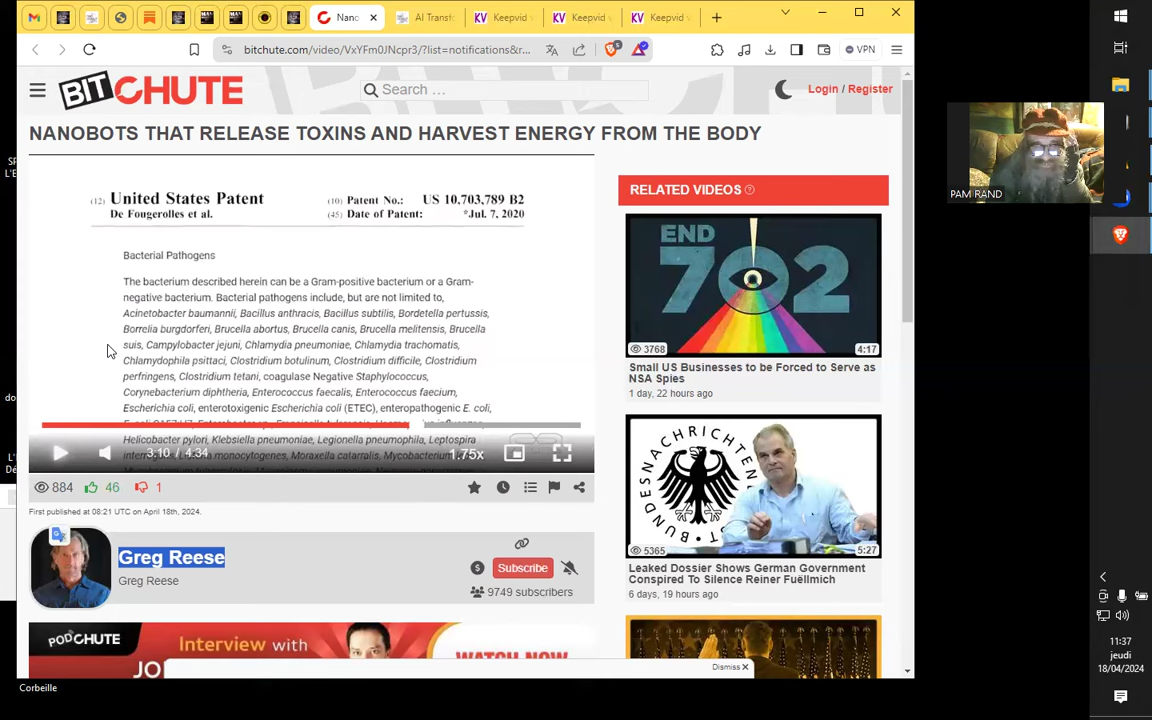 Nano
AI Transfo
Keepvid
Keepvid v
Keepvid v
bitchute.com/video/VxYFm0JNcpr3/?list=notifications&r...
VPN
BITCHUTE
Search ...
Login / Register
NANOBOTS THAT RELEASE TOXINS AND HARVEST ENERGY FROM THE BODY
(12) United States Patent
De Fougerolles et al.
(10) Patent No.: US 10,703,789 B2
(45) Date of Patent: *Jul. 7, 2020
Bacterial Pathogens
The bacterium described herein can be a Gram-positive bacterium or a Gram-
negative bacterium. Bacterial pathogens include, but are not limited to,
Acinetobacter baumannii, Bacillus anthracis, Bacillus subtilis, Bordetella pertussis,
Borrelia burgdorferi, Brucella abortus, Brucella canis, Brucella melitensis, Brucella
suis, Campylobacter jejuni, Chlamydia pneumoniae, Chlamydia trachomatis,
Chlamydophila psittaci, Clostridium botulinum, Clostridium difficile, Clostridium
perfringens, Clostridium tetani, coagulase Negative Staphylococcus,
Corynebacterium diphtheria, Enterococcus faecalis, Enterococcus faecium,
Escherichia coli, enterotoxigenic Escherichia coli (ETEC), enteropathogenic E. coli,
Helicobacter pylori, Klebsiella pneumoniae, Legionella pneumophila, Leptospira
monocytogenes, Moraxella catarralis,
3:10 / 4:34
1.75x
884
46
1
First published at 08:21 UTC on April 18th, 2024.
Greg Reese
Greg Reese
Subscribe
9749 subscribers
PODCHUTE
Interview with
JO
WATCH NOW
Dismiss
RELATED VIDEOS
END
702
3768
4:17
Small US Businesses to be Forced to Serve as
NSA Spies
1 day, 22 hours ago
BUNDESNACHRICHTEN
5365
5:27
Leaked Dossier Shows German Government
Conspired To Silence Reiner Fuëllmich
6 days, 19 hours ago
PAM RAND
SP
L'E
do
L'I
Dé
Corbeille
11:37
jeudi
18/04/2024